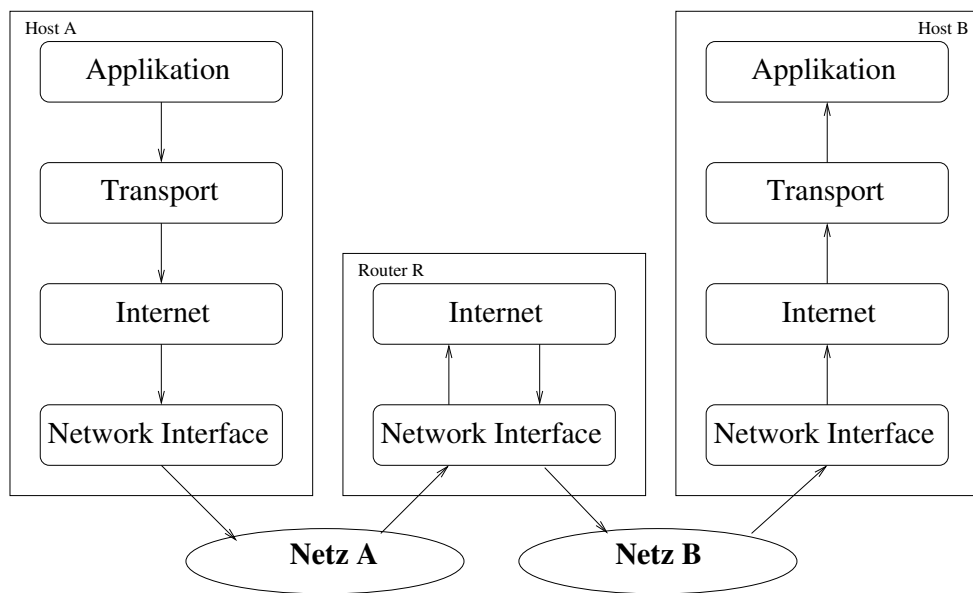 Host A
Applikation
Transport
Internet
Network Interface
Router R
Internet
Network Interface
Host B
Applikation
Transport
Internet
Network Interface
Netz A
Netz B